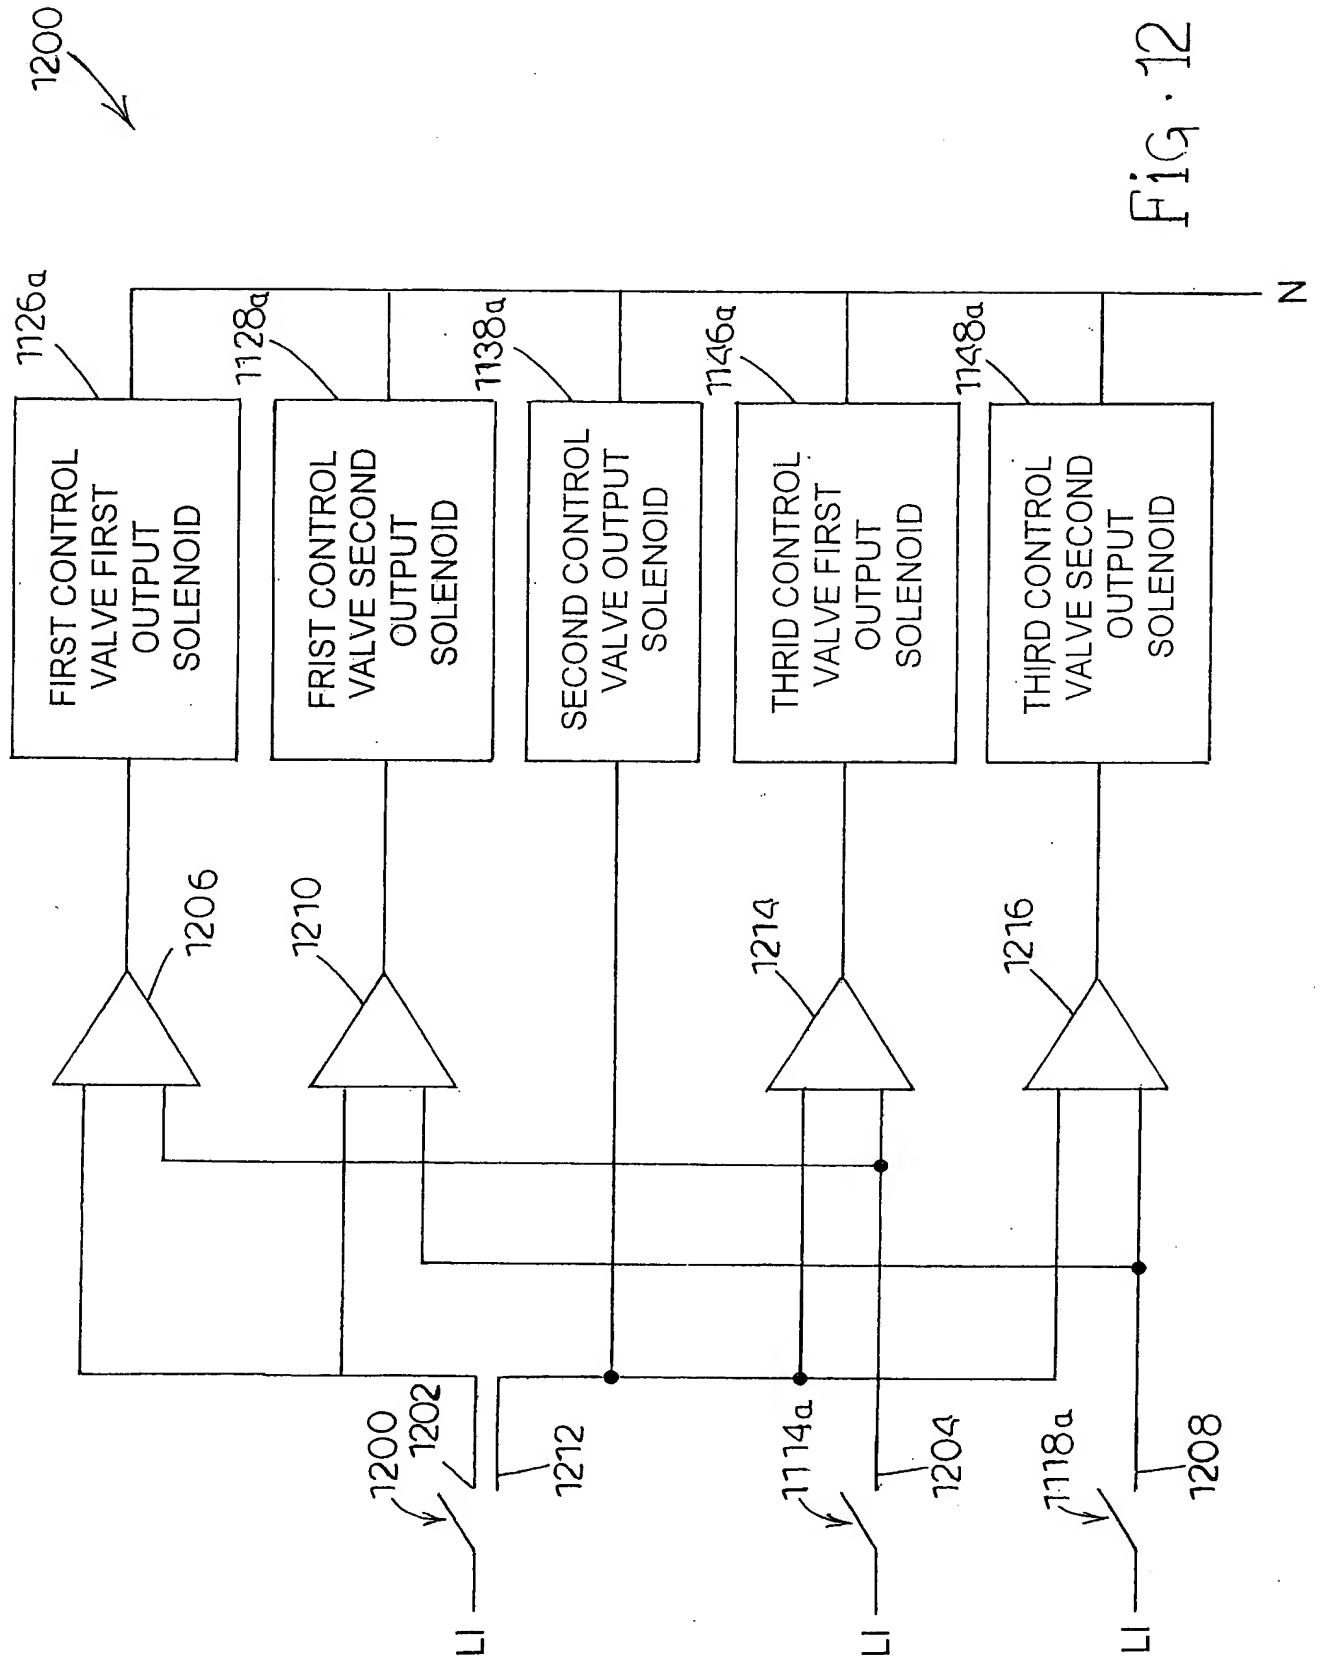 1200
FIRST CONTROL
VALVE FIRST
OUTPUT
SOLENOID
1126a
1206
FRIST CONTROL
VALVE SECOND
OUTPUT
SOLENOID
1128a
1210
SECOND CONTROL
VALVE OUTPUT
SOLENOID
1138a
THRID CONTROL
VALVE FIRST
OUTPUT
SOLENOID
1146a
1214
THIRD CONTROL
VALVE SECOND
OUTPUT
SOLENOID
1148a
1216
1200
1202
1212
LI
1114a
1204
LI
1118a
1208
LI
N
FIG. 12